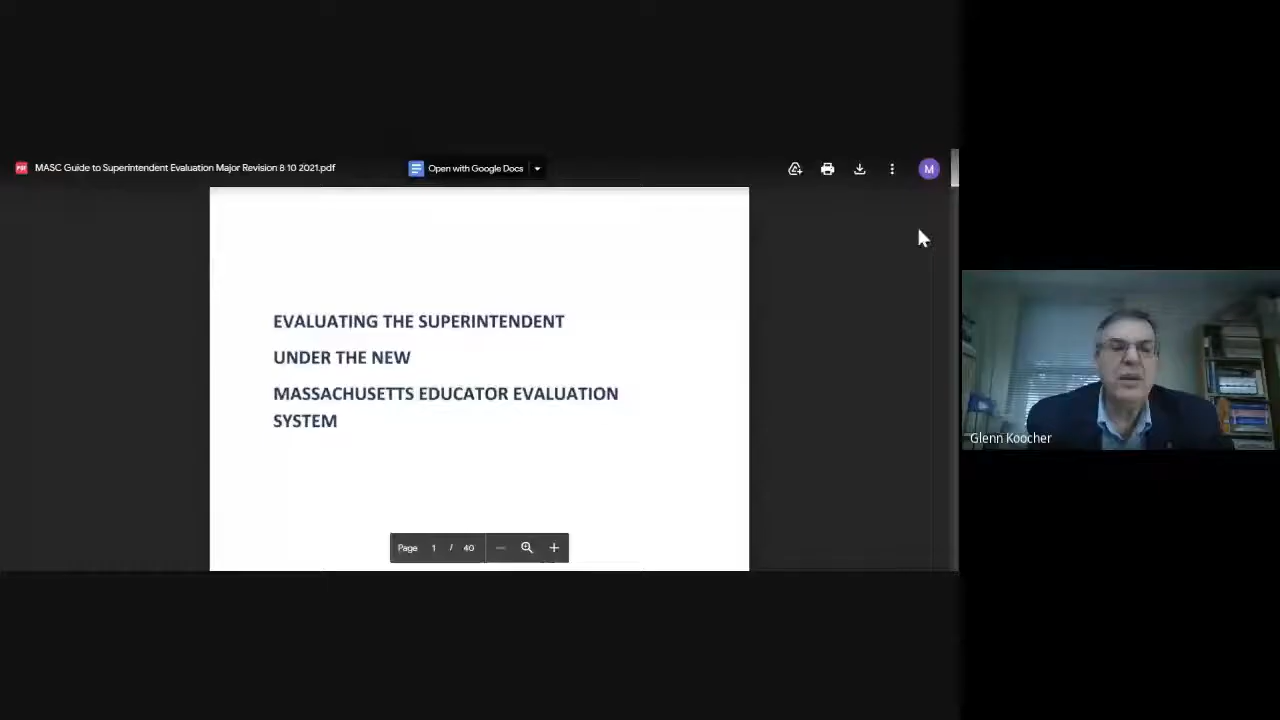 MASC Guide to Superintendent Evaluation Major Revision 8 10 2021.pdf
Open with Google Docs
M
EVALUATING THE SUPERINTENDENT
UNDER THE NEW
MASSACHUSETTS EDUCATOR EVALUATION
SYSTEM
Page 1 / 40
Glenn Koocher